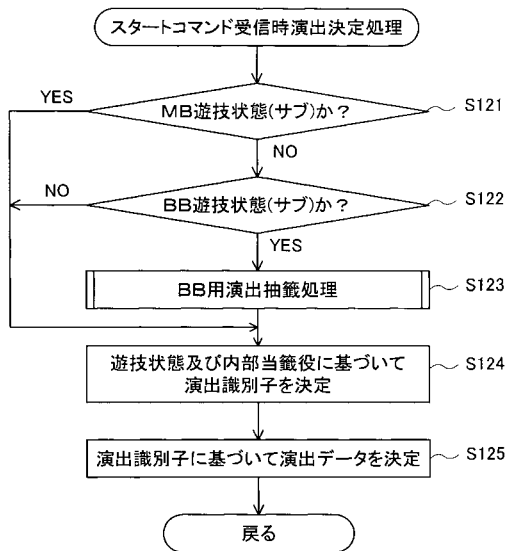 スタートコマンド受信時演出決定処理
YES
MB遊技状態(サブ)か?
S121
NO
NO
BB遊技状態(サブ)か?
S122
YES
BB用演出抽籤処理
S123
遊技状態及び内部当籤役に基づいて
演出識別子を決定
S124
演出識別子に基づいて演出データを決定
S125
戻る